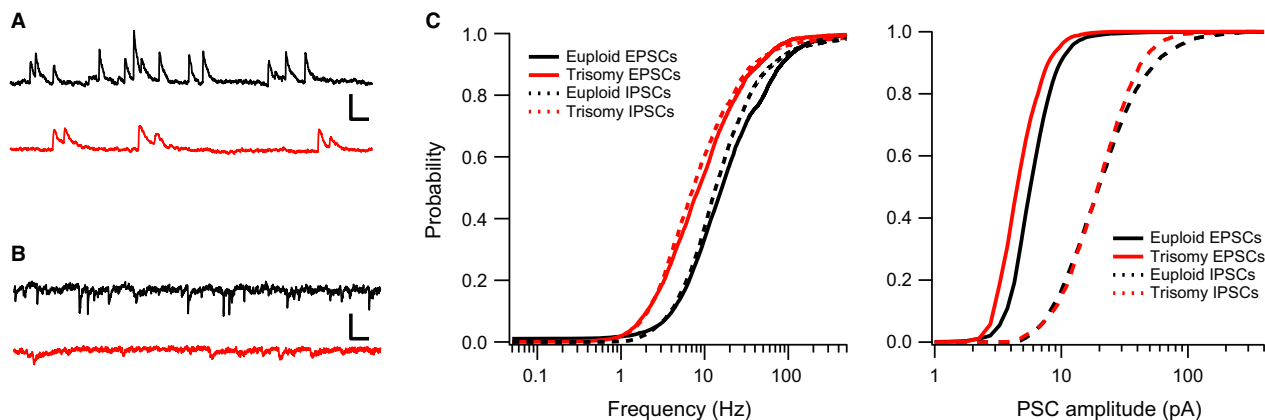 A
B
C
1.0
0.8
0.6
0.4
0.2
0.0
Probability
Euploid EPSCs
Trisomy EPSCs
Euploid IPSCs
Trisomy IPSCs
0.1
1
10
100
Frequency (Hz)
1.0
0.8
0.6
0.4
0.2
0.0
Euploid EPSCs
Trisomy EPSCs
Euploid IPSCs
Trisomy IPSCs
1
10
100
PSC amplitude (pA)